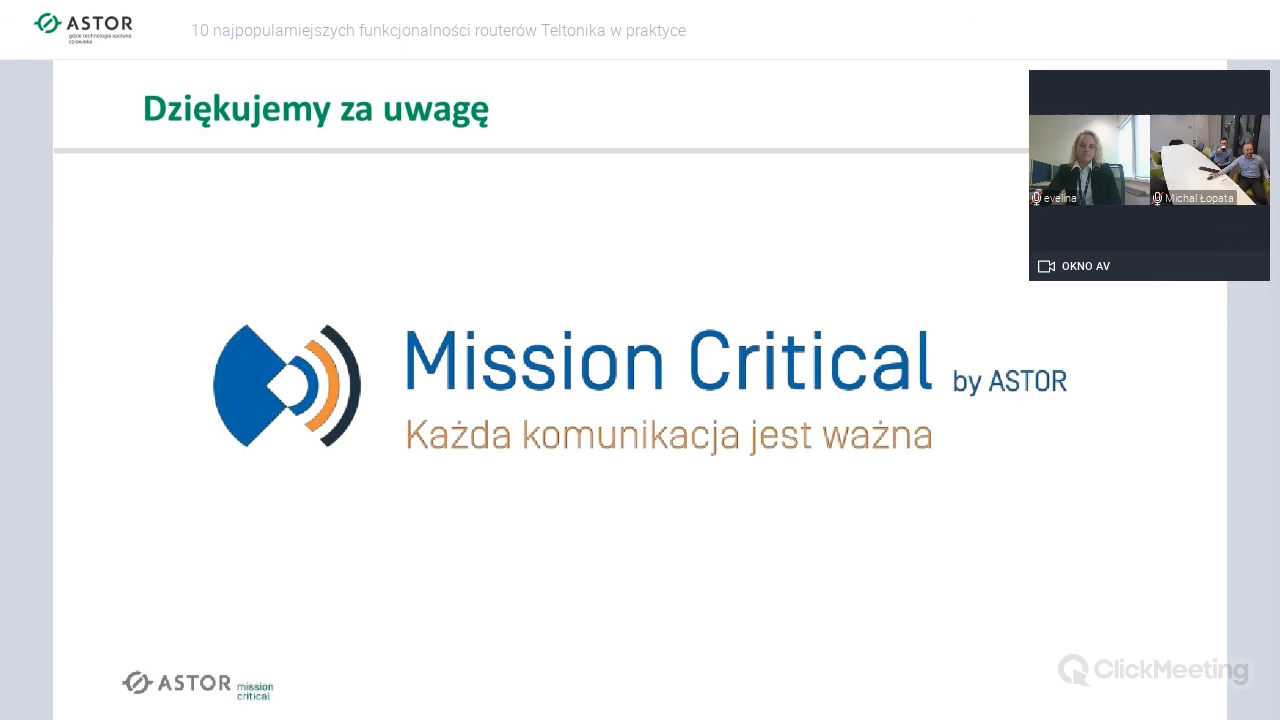 ASTOR
gdzie technologia spotyka
człowieka
10 najpopularniejszych funkcjonalności routerów Teltonika w praktyce
Dziękujemy za uwagę
evelina
Michal Łopata
OKNO AV
Mission Critical by ASTOR
Każda komunikacja jest ważna
ASTOR mission
critical
ClickMeeting